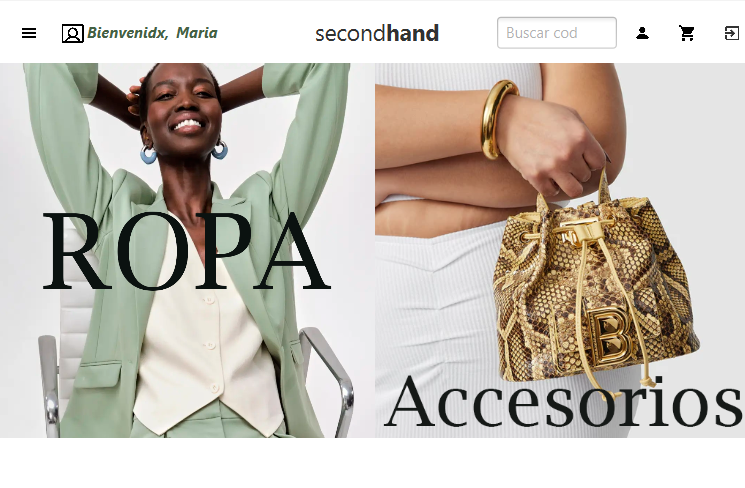 Bienvenidx, Maria
secondhand
Buscar cod
ROPA
B
Accesorios